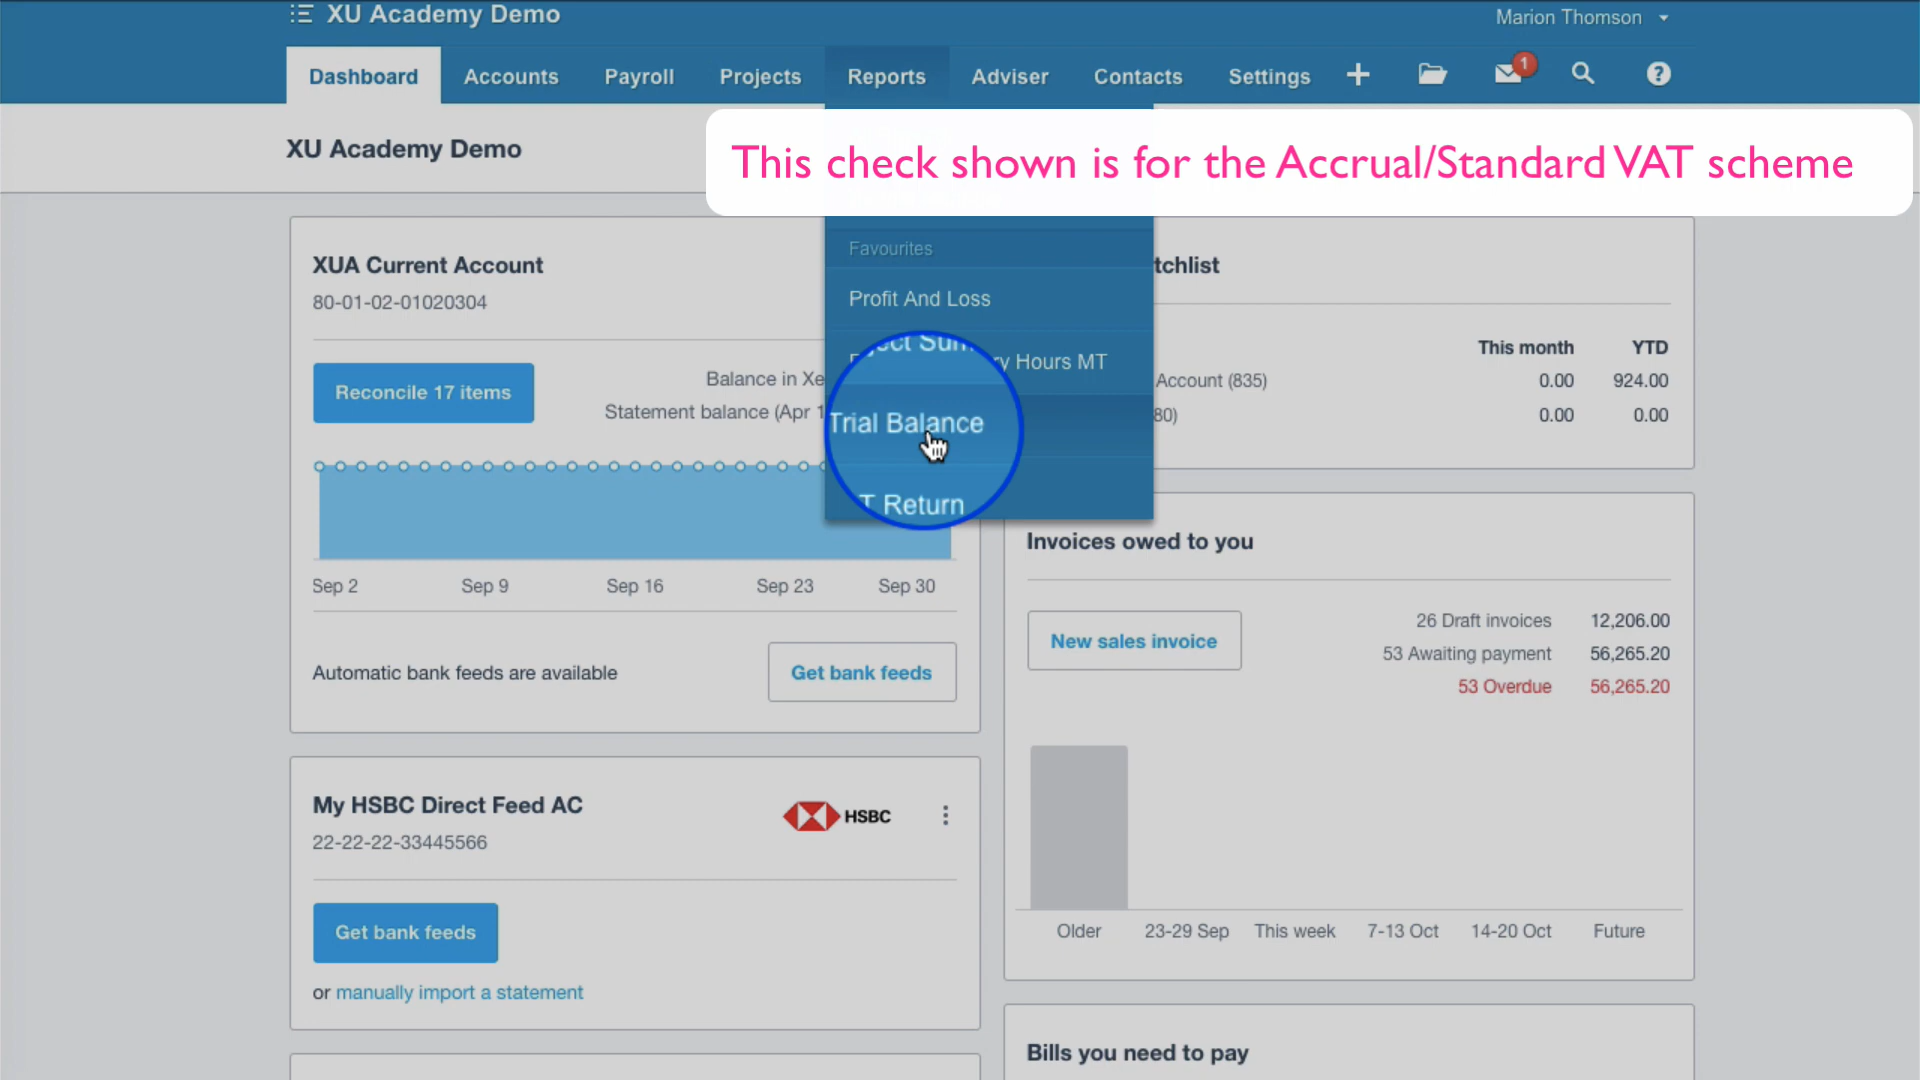 XU Academy Demo
Marion Thomson
Dashboard
Accounts
Payroll
Projects
Reports
Adviser
Contacts
Settings
1
?
XU Academy Demo
This check shown is for the Accrual/Standard VAT scheme
Favourites
Profit And Loss
ry Hours MT
Trial Balance
T Return
XUA Current Account
80-01-02-01020304
Reconcile 17 items
Balance in Xe
Statement balance (Apr 1
Sep 2
Sep 9
Sep 16
Sep 23
Sep 30
Automatic bank feeds are available
Get bank feeds
tchlist
This month
YTD
Account (835)
0.00
924.00
80)
0.00
0.00
My HSBC Direct Feed AC
22-22-22-33445566
HSBC
Get bank feeds
or manually import a statement
Invoices owed to you
New sales invoice
26 Draft invoices
12,206.00
53 Awaiting payment
56,265.20
53 Overdue
56,265.20
Older
23-29 Sep
This week
7-13 Oct
14-20 Oct
Future
Bills you need to pay